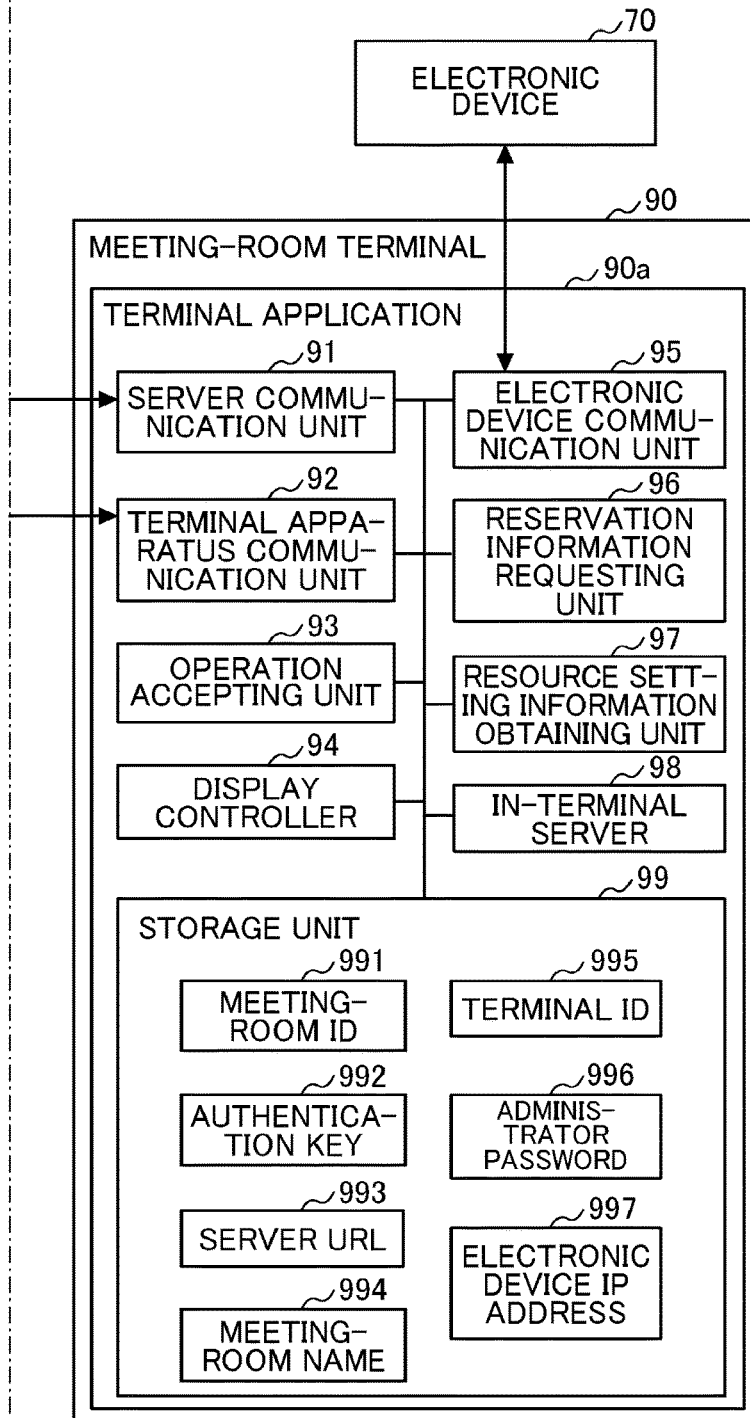 70
ELECTRONIC
DEVICE
90
MEETING-ROOM TERMINAL
90a
TERMINAL APPLICATION
91
SERVER COMMU-
NICATION UNIT
95
ELECTRONIC
DEVICE COMMU-
NICATION UNIT
92
TERMINAL APPA-
RATUS COMMU-
NICATION UNIT
96
RESERVATION
INFORMATION
REQUESTING
UNIT
93
OPERATION
ACCEPTING UNIT
97
RESOURCE SETT-
ING INFORMATION
OBTAINING UNIT
94
DISPLAY
CONTROLLER
98
IN-TERMINAL
SERVER
99
STORAGE UNIT
991
MEETING-
ROOM ID
995
TERMINAL ID
992
AUTHENTICA-
TION KEY
996
ADMINIS-
TRATOR
PASSWORD
993
SERVER URL
997
ELECTRONIC
DEVICE IP
ADDRESS
994
MEETING-
ROOM NAME